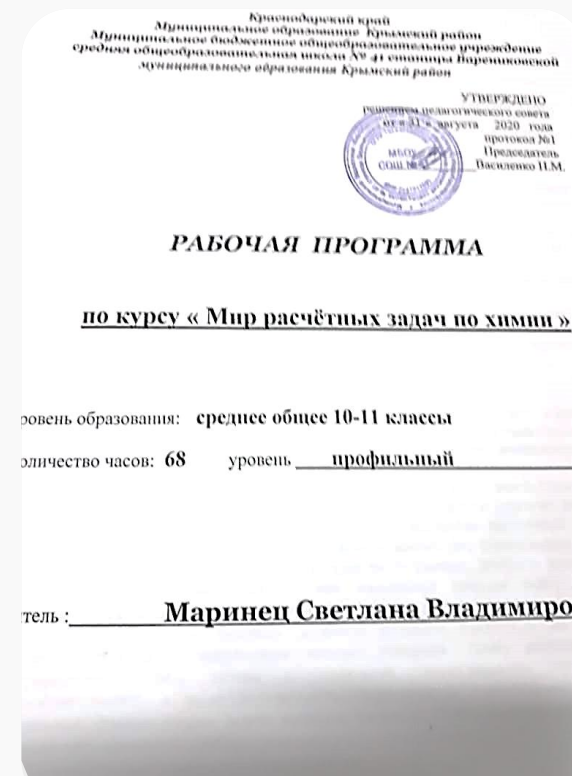 Краснодарский край
Муниципальное образование Крымский район
Муниципальное бюджетное общеобразовательное учреждение
средняя общеобразовательная школа № 41 станицы Варениковской
муниципального образования Крымский район
УТВЕРЖДЕНО
решением педагогического совета
от « 31 » августа 2020 года
протокол №1
Председатель
Василенко Н.М.
МБОУ
СОШ №
РАБОЧАЯ ПРОГРАММА
по курсу « Мир расчётных задач по химии »
ровень образования: среднее общее 10-11 классы
оличество часов: 68 уровень профильный
тель : Маринец Светлана Владимиро